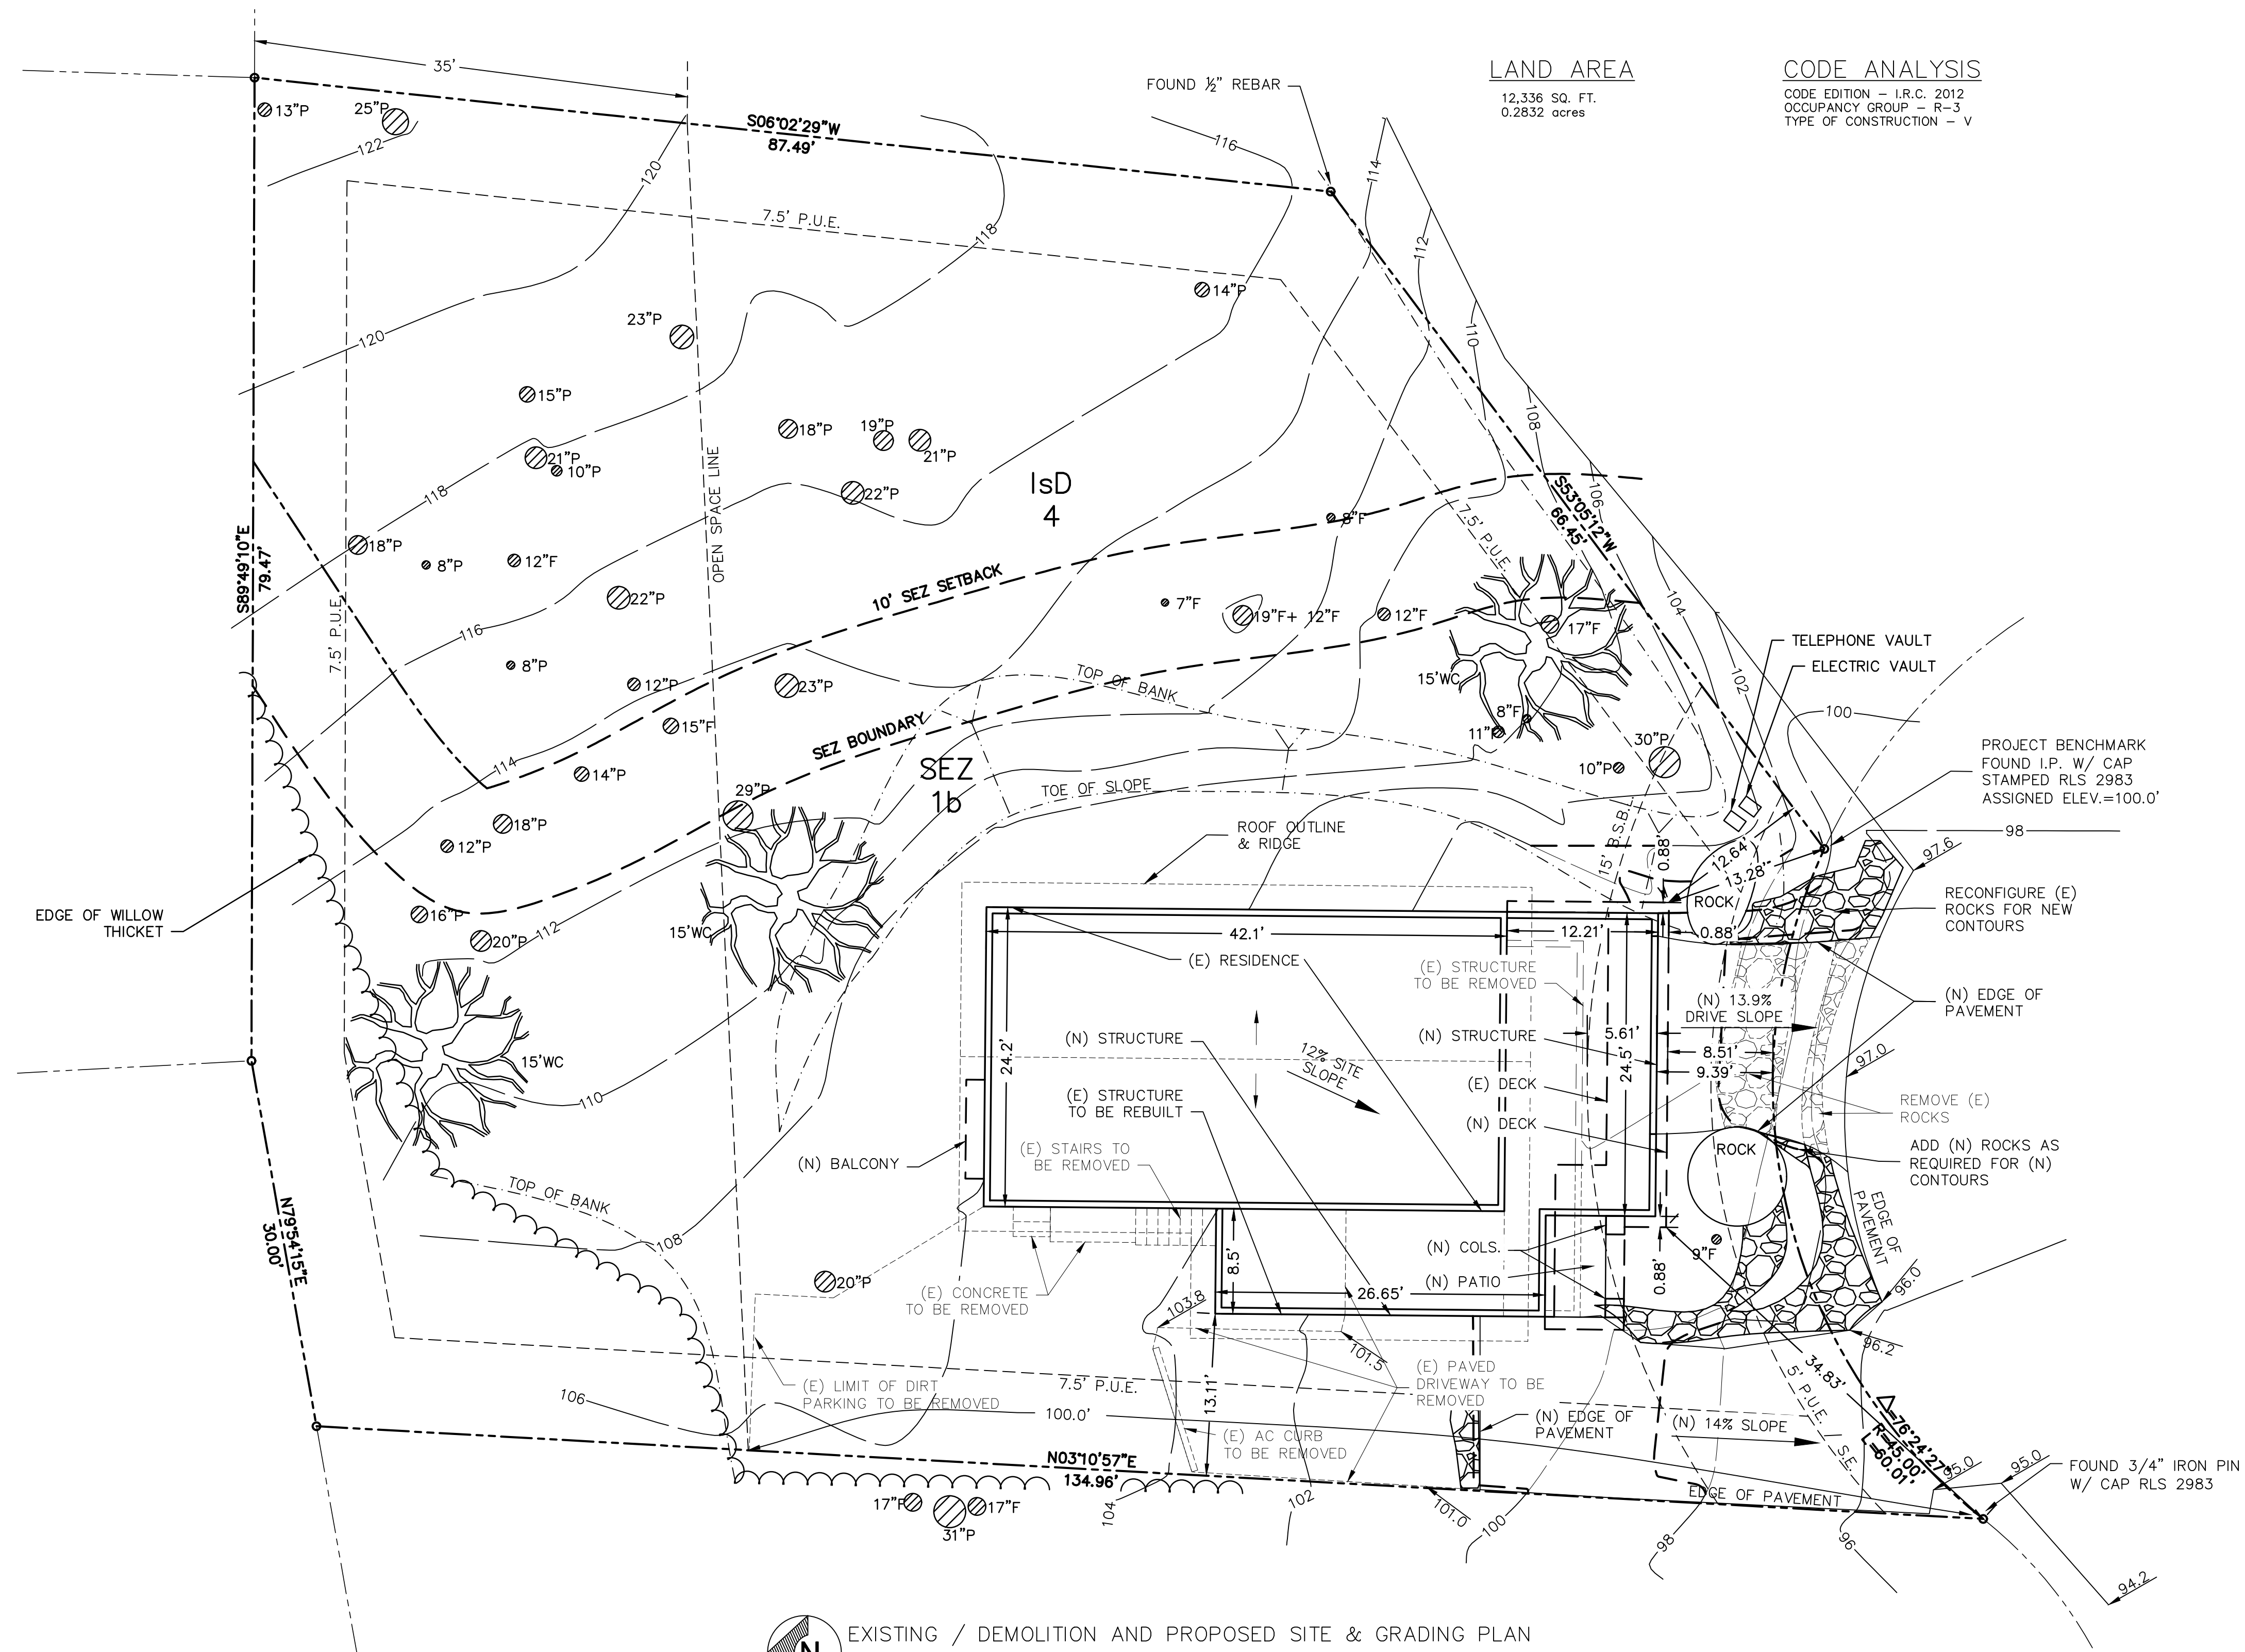 LAND AREA
12,336 SQ. FT.
0.2832 acres
CODE ANALYSIS
CODE EDITION – I.R.C. 2012
OCCUPANCY GROUP – R-3
TYPE OF CONSTRUCTION – V
35'
FOUND ½" REBAR
13"P
25"P
122
S06°02'29"W
87.49'
120
116
114
7.5' P.U.E.
118
112
14"P
120
23"P
110
15"P
18"P
19"P
21"P
108
21"P
10"P
OPEN SPACE LINE
22"P
IsD
4
118
106
S53°05'12"W
66.45'
7.5' P.U.E.
8"F
S89°49'10"E
79.47'
18"P
8"P
12"F
22"P
10' SEZ SETBACK
7"F
19"F+ 12"F
12"F
17"F
104
7.5' P.U.E.
116
8"P
12"P
23"P
TOP OF BANK
15'WC
TELEPHONE VAULT
ELECTRIC VAULT
102
100
15"F
SEZ BOUNDARY
8"F
11"F
30"P
10"P
114
14"P
SEZ
1b
TOE OF SLOPE
PROJECT BENCHMARK
FOUND I.P. W/ CAP
STAMPED RLS 2983
ASSIGNED ELEV.=100.0'
29"P
18"P
12"P
ROOF OUTLINE
& RIDGE
15' B.S.B.
0.88'
12.64'
13.28'
98
97.6
EDGE OF WILLOW
THICKET
16"P
20"P
112
15'WC
ROCK
RECONFIGURE (E)
ROCKS FOR NEW
CONTOURS
42.1'
12.21'
0.88'
(E) RESIDENCE
(E) STRUCTURE
TO BE REMOVED
(N) EDGE OF
PAVEMENT
(N) 13.9%
DRIVE SLOPE
24.2'
(N) STRUCTURE
(N) STRUCTURE
5.61'
24.5'
8.51'
9.39'
12% SITE
SLOPE
97.0
15'WC
(E) DECK
(E) STRUCTURE
TO BE REBUILT
(N) DECK
REMOVE (E)
ROCKS
110
(E) STAIRS TO
BE REMOVED
(N) BALCONY
ROCK
ADD (N) ROCKS AS
REQUIRED FOR (N)
CONTOURS
TOP OF BANK
EDGE OF
PAVEMENT
N79°54'15"E
30.00'
108
8.5'
(N) COLS.
9"F
20"P
(N) PATIO
0.88'
96.0
(E) CONCRETE
TO BE REMOVED
26.65'
103.8
101.5
96.2
34.83'
(E) LIMIT OF DIRT
PARKING TO BE REMOVED
7.5' P.U.E.
13.11'
(E) PAVED
DRIVEWAY TO BE
REMOVED
5' P.U.E. / S.E.
106
100.0'
(N) EDGE OF
PAVEMENT
(N) 14% SLOPE
Δ=76°24'27"
R=45.00'
L=60.01'
(E) AC CURB
TO BE REMOVED
N03°10'57"E
134.96'
95.0
95.0
FOUND 3/4" IRON PIN
W/ CAP RLS 2983
EDGE OF PAVEMENT
17"F
17"F
31"P
104
102
101.0
100
98
96
94.2
N
EXISTING / DEMOLITION AND PROPOSED SITE & GRADING PLAN